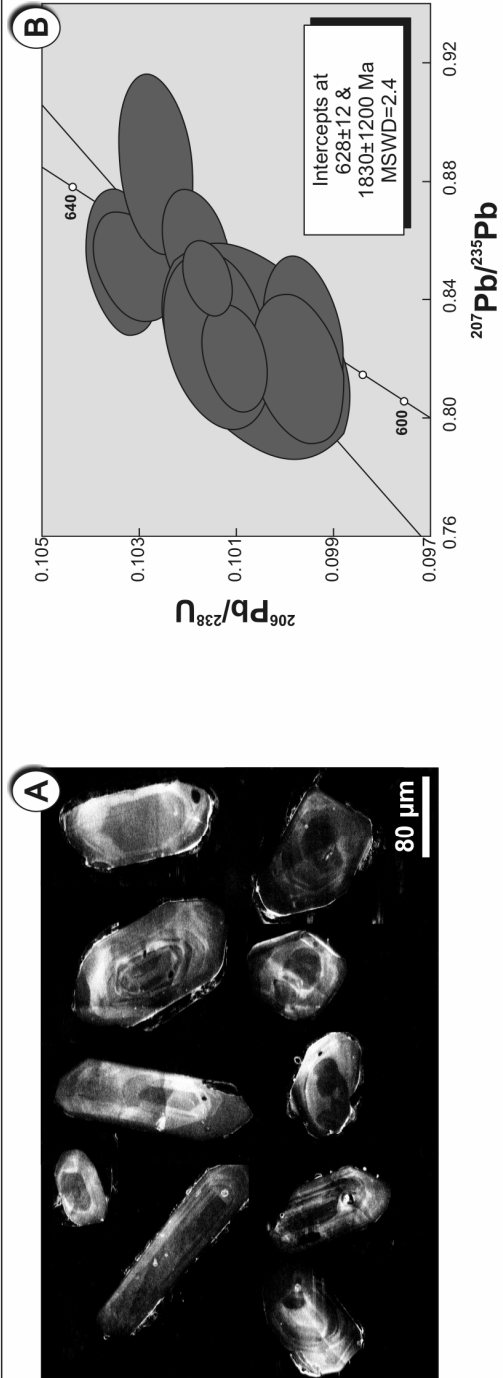 A
80 µm
B
²⁰⁶Pb/²³⁸U
0.105
0.103
0.101
0.099
0.097
640
600
Intercepts at
628±12 &
1830±1200 Ma
MSWD=2.4
0.76
0.80
0.84
0.88
0.92
²⁰⁷Pb/²³⁵Pb